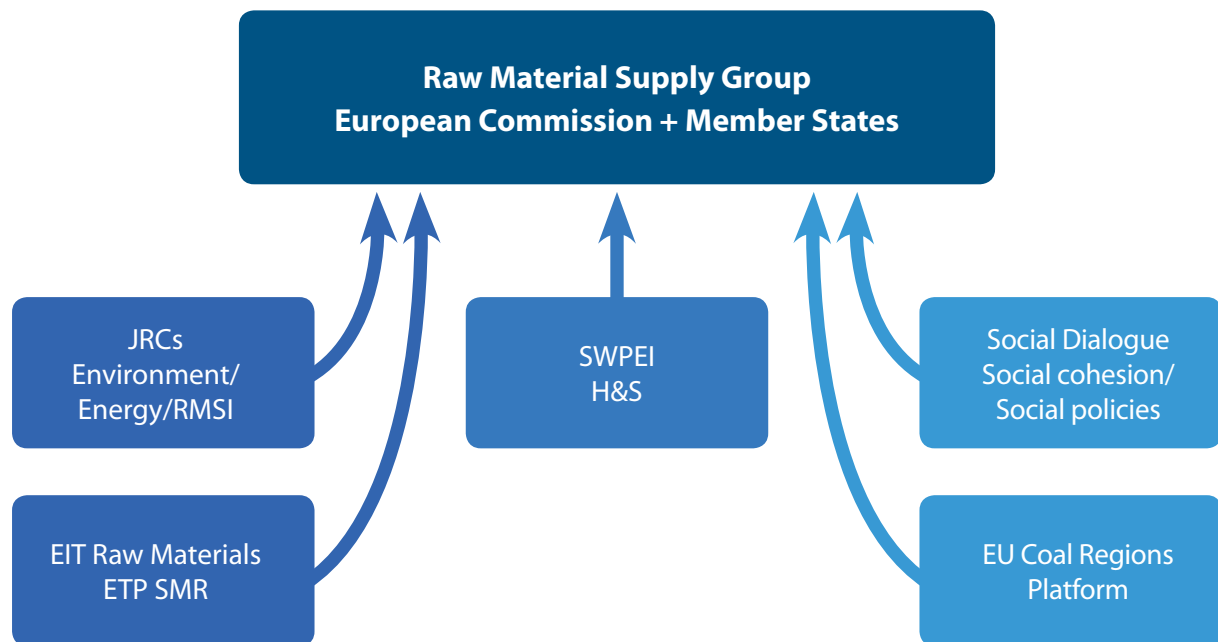 Raw Material Supply Group
European Commission + Member States
JRCs
Environment/
Energy/RMSI
SWPEI
H&S
Social Dialogue
Social cohesion/
Social policies
EIT Raw Materials
ETP SMR
EU Coal Regions
Platform